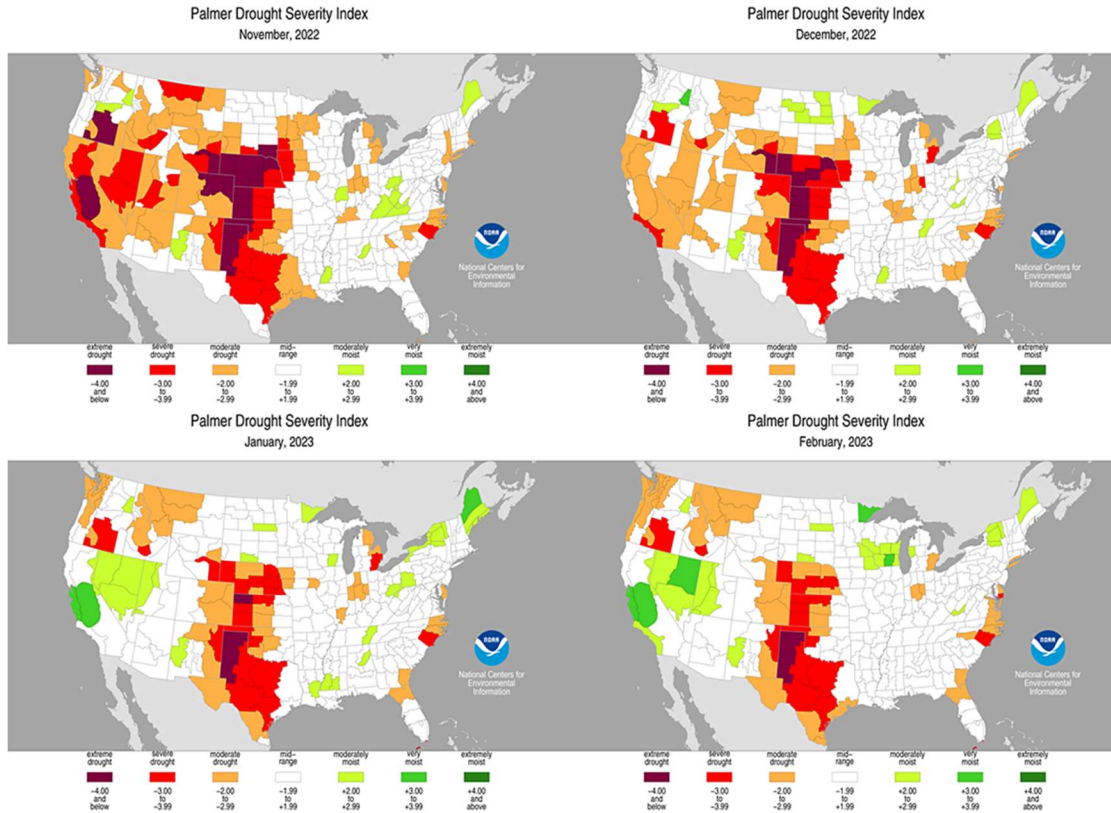 Palmer Drought Severity Index
November, 2022
NOAA
National Centers for
Environmental
Information
extreme drought severe drought moderate drought mid– range moderately moist very moist extremely moist
–4.00 and below –3.00 to –3.99 –2.00 to –2.99 –1.99 to +1.99 +2.00 to +2.99 +3.00 to +3.99 +4.00 and above
Palmer Drought Severity Index
December, 2022
NOAA
National Centers for
Environmental
Information
extreme drought severe drought moderate drought mid– range moderately moist very moist extremely moist
–4.00 and below –3.00 to –3.99 –2.00 to –2.99 –1.99 to +1.99 +2.00 to +2.99 +3.00 to +3.99 +4.00 and above
Palmer Drought Severity Index
January, 2023
NOAA
National Centers for
Environmental
Information
extreme drought severe drought moderate drought mid– range moderately moist very moist extremely moist
–4.00 and below –3.00 to –3.99 –2.00 to –2.99 –1.99 to +1.99 +2.00 to +2.99 +3.00 to +3.99 +4.00 and above
Palmer Drought Severity Index
February, 2023
NOAA
National Centers for
Environmental
Information
extreme drought severe drought moderate drought mid– range moderately moist very moist extremely moist
–4.00 and below –3.00 to –3.99 –2.00 to –2.99 –1.99 to +1.99 +2.00 to +2.99 +3.00 to +3.99 +4.00 and above